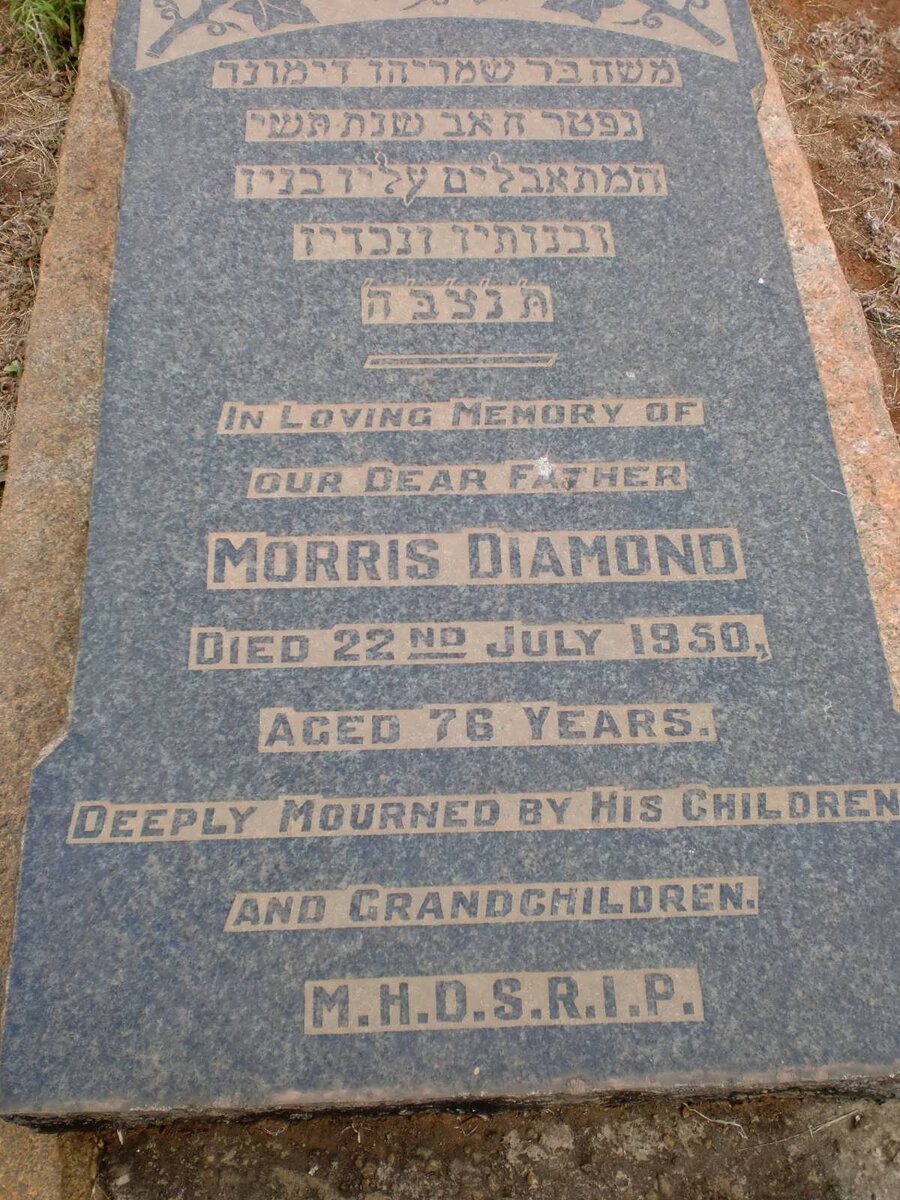 משה בר שמריהו דימונד
נפטר ח אב שנת תשי
המתאבלים עליו בניו
ובנותיו ונכדיו
ת נ צ ב ה
IN LOVING MEMORY OF
OUR DEAR FATHER
MORRIS DIAMOND
DIED 22ND JULY 1950,
AGED 76 YEARS.
DEEPLY MOURNED BY HIS CHILDREN
AND GRANDCHILDREN.
M.H.D.S.R.I.P.